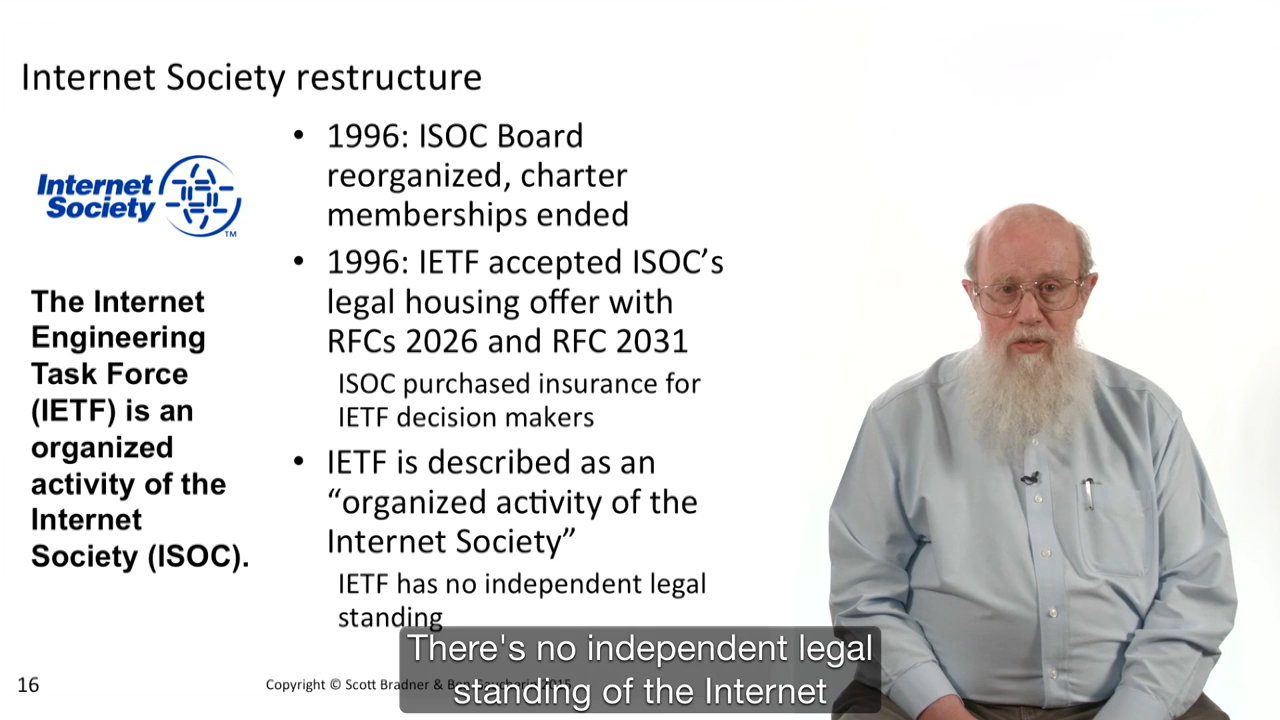 Internet Society restructure
Internet
Society
TM
The Internet
Engineering
Task Force
(IETF) is an
organized
activity of the
Internet
Society (ISOC).
• 1996: ISOC Board
reorganized, charter
memberships ended
• 1996: IETF accepted ISOC’s
legal housing offer with
RFCs 2026 and RFC 2031
ISOC purchased insurance for
IETF decision makers
• IETF is described as an
“organized activity of the
Internet Society”
IETF has no independent legal
standing
There's no independent legal
standing of the Internet
16
Copyright © Scott Bradner &